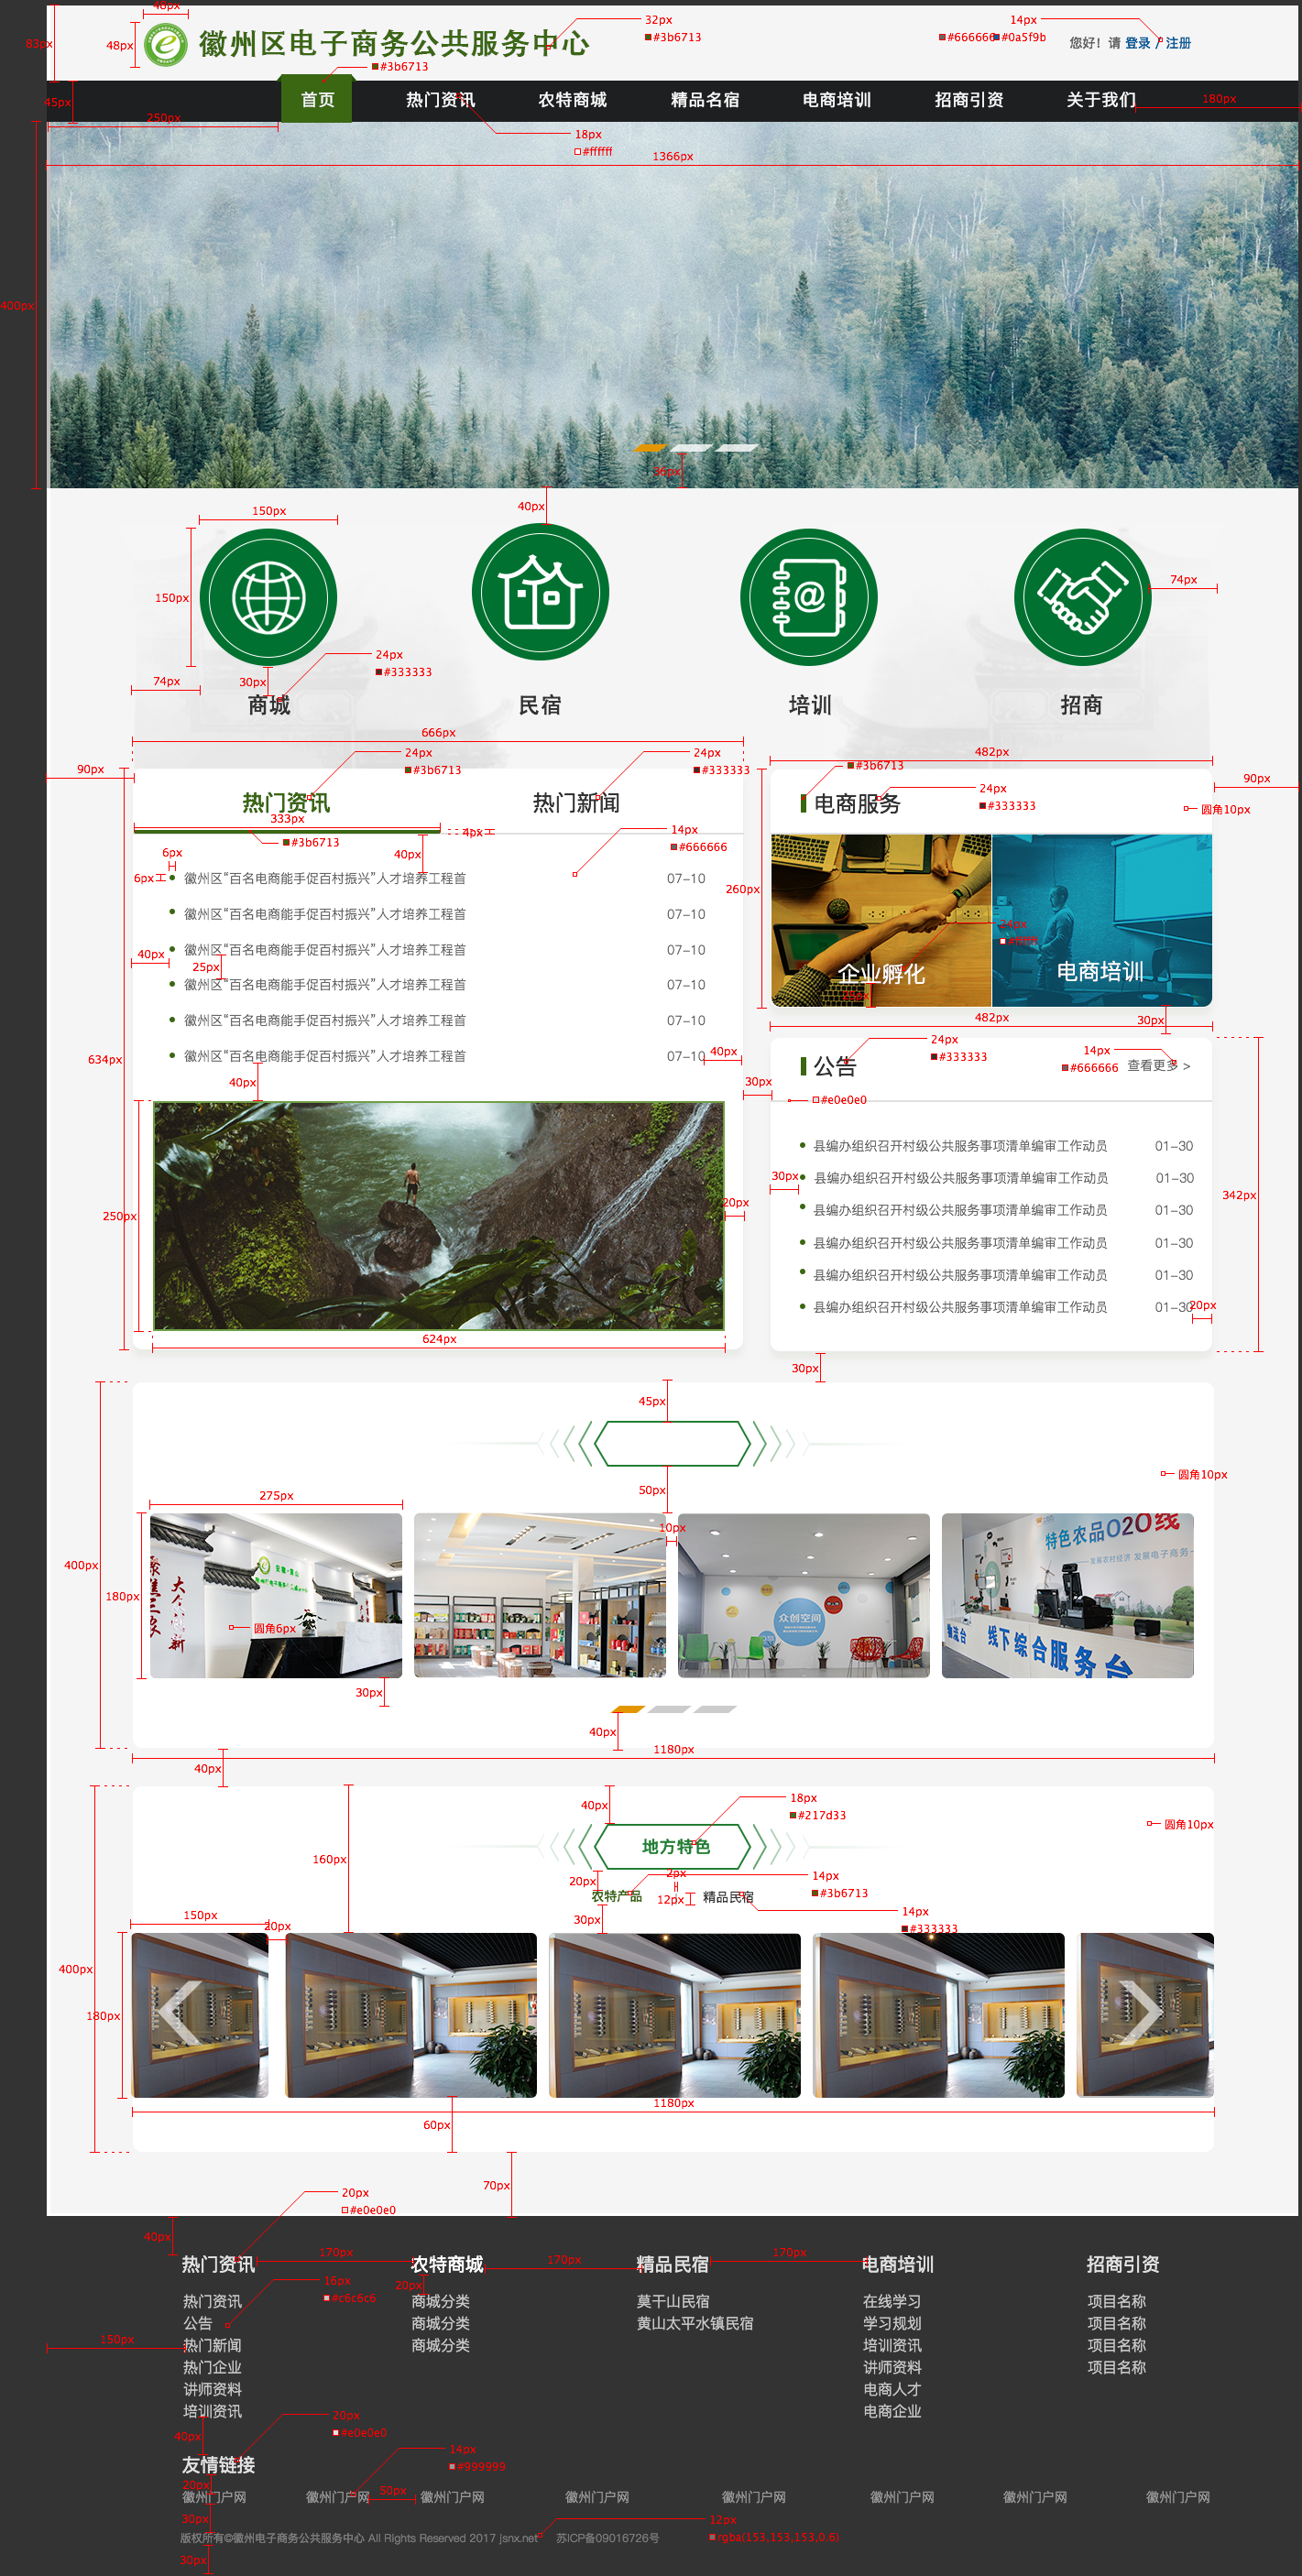 48px
83px
48px
徽州区电子商务公共服务中心
#3b6713
32px
#3b6713
14px
#666666
#0a5f9b
您好！请 登录 / 注册
45px
首页
热门资讯
农特商城
精品名宿
电商培训
招商引资
关于我们
180px
250px
18px
#ffffff
1366px
400px
36px
40px
150px
150px
74px
24px
#333333
30px
74px
商城
民宿
培训
招商
666px
482px
90px
24px
#3b6713
24px
#333333
#3b6713
24px
#333333
90px
圆角10px
热门资讯
热门新闻
电商服务
333px
#3b6713
4px
14px
#666666
6px
40px
6px
徽州区“百名电商能手促百村振兴”人才培养工程首 07-10
260px
徽州区“百名电商能手促百村振兴”人才培养工程首 07-10
24px
#ffffff
徽州区“百名电商能手促百村振兴”人才培养工程首 07-10
40px
25px
企业孵化
电商培训
徽州区“百名电商能手促百村振兴”人才培养工程首 07-10
徽州区“百名电商能手促百村振兴”人才培养工程首 07-10
482px
30px
634px
徽州区“百名电商能手促百村振兴”人才培养工程首 07-10
40px
40px
30px
24px
#333333
14px
#666666
公告
查看更多 >
#e0e0e0
县编办组织召开村级公共服务事项清单编审工作动员 01-30
30px
县编办组织召开村级公共服务事项清单编审工作动员 01-30
342px
250px
20px
县编办组织召开村级公共服务事项清单编审工作动员 01-30
县编办组织召开村级公共服务事项清单编审工作动员 01-30
县编办组织召开村级公共服务事项清单编审工作动员 01-30
县编办组织召开村级公共服务事项清单编审工作动员 01-30
20px
624px
30px
45px
圆角10px
50px
275px
10px
400px
180px
圆角6px
众创空间
特色农品O2O线
发展农村经济 发展电子商务
物流台
线下综合服务台
30px
40px
1180px
40px
40px
18px
#217d33
圆角10px
地方特色
160px
20px
2px
14px
#3b6713
农特产品
12px
精品民宿
30px
14px
#333333
150px
20px
400px
180px
1180px
60px
70px
20px
#e0e0e0
40px
170px
170px
170px
热门资讯
农特商城
精品民宿
电商培训
招商引资
16px
#c6c6c6
20px
热门资讯
公告
热门新闻
热门企业
讲师资料
培训资讯
商城分类
商城分类
商城分类
莫干山民宿
黄山太平水镇民宿
在线学习
学习规划
培训资讯
讲师资料
电商人才
电商企业
项目名称
项目名称
项目名称
项目名称
150px
40px
20px
#e0e0e0
友情链接
14px
#999999
20px
50px
徽州门户网 徽州门户网 徽州门户网 徽州门户网 徽州门户网 徽州门户网 徽州门户网 徽州门户网
30px
12px
#rgba(153,153,153,0.6)
版权所有©徽州电子商务公共服务中心 All Rights Reserved 2017 jsnx.net 苏ICP备09016726号
30px